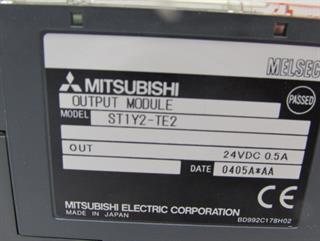 MELSEC
MITSUBISHI
PASSED
OUTPUT MODULE
MODEL ST1Y2-TE2
OUT 24VDC 0.5A
DATE 0405A*AA
MITSUBISHI ELECTRIC CORPORATION
MADE IN JAPAN
CE
BD992C178H02